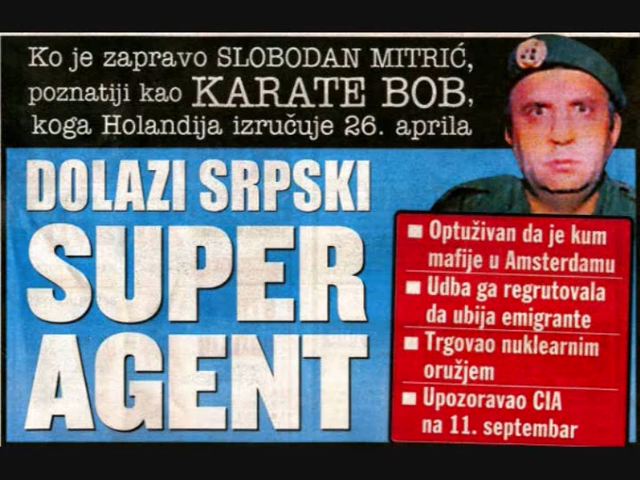 Ko je zapravo SLOBODAN MITRIĆ,
poznatiji kao KARATE BOB,
koga Holandija izručuje 26. aprila
DOLAZI SRPSKI
SUPER
AGENT
■ Optuživan da je kum
mafije u Amsterdamu
■ Udba ga regrutovala
da ubija emigrante
■ Trgovao nuklearnim
oružjem
■ Upozoravao CIA
na 11. septembar